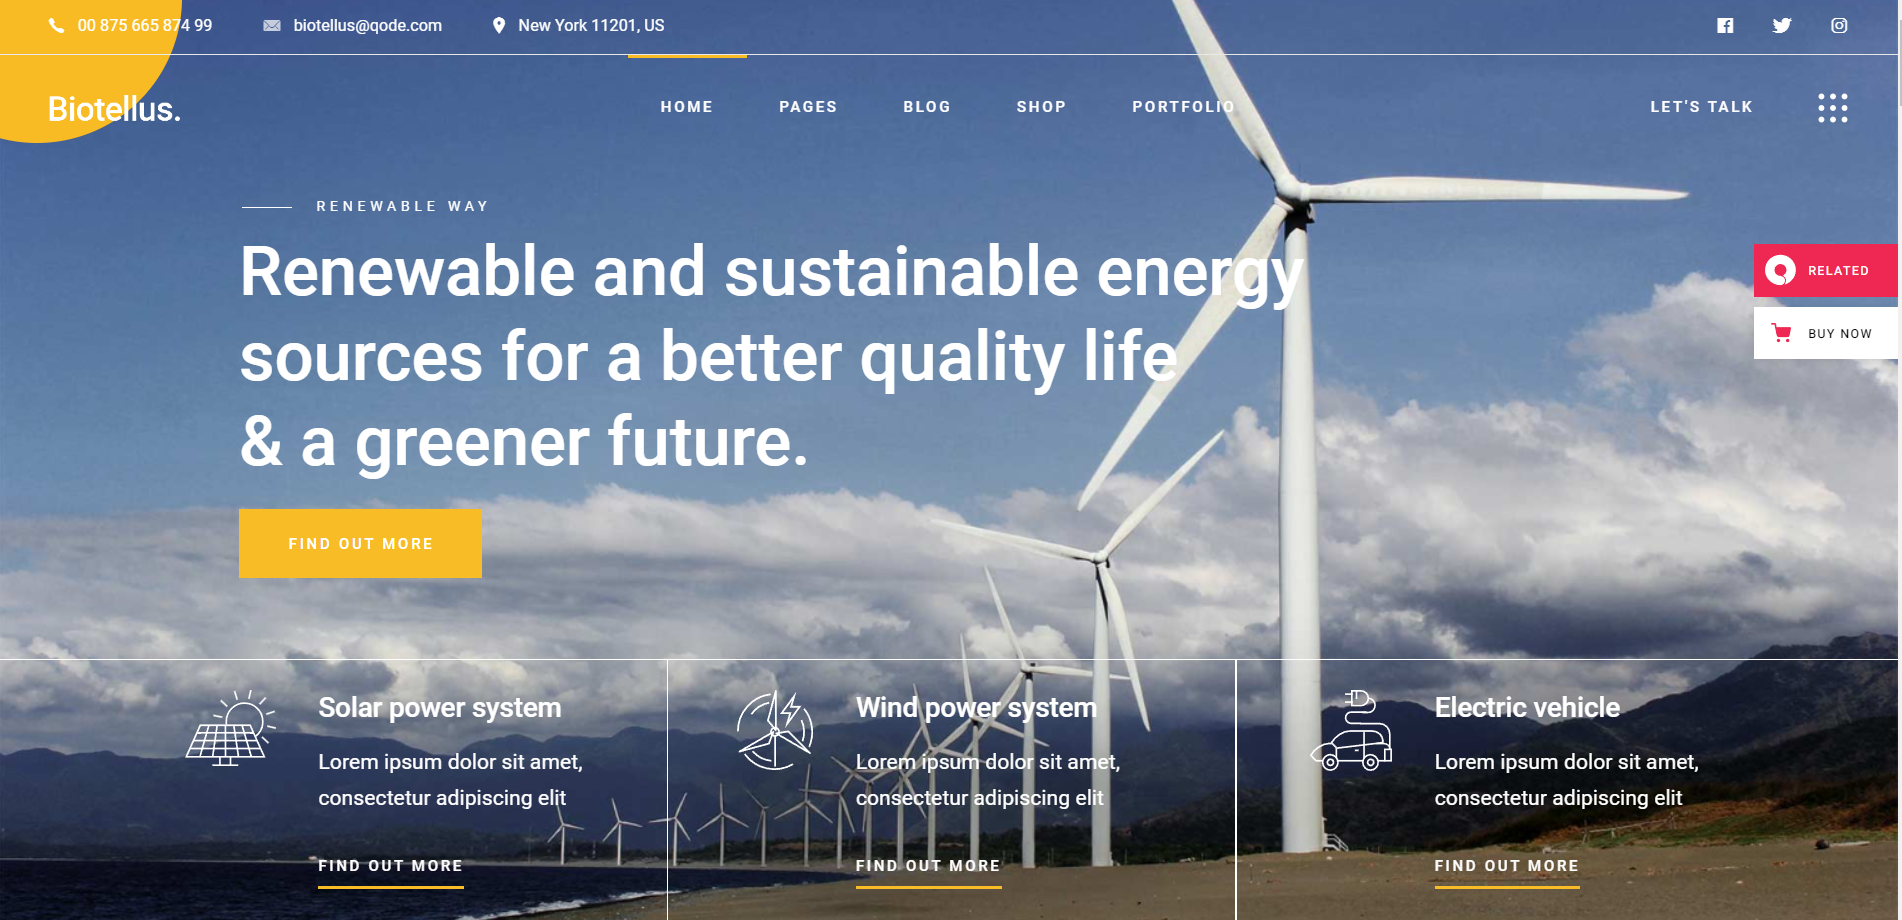 00 875 665 874 99
biotellus@qode.com
New York 11201, US
Biotellus.
HOME
PAGES
BLOG
SHOP
PORTFOLIO
LET'S TALK
RENEWABLE WAY
Renewable and sustainable energy
sources for a better quality life
& a greener future.
FIND OUT MORE
RELATED
BUY NOW
Solar power system
Lorem ipsum dolor sit amet,
consectetur adipiscing elit
FIND OUT MORE
Wind power system
Lorem ipsum dolor sit amet,
consectetur adipiscing elit
FIND OUT MORE
Electric vehicle
Lorem ipsum dolor sit amet,
consectetur adipiscing elit
FIND OUT MORE